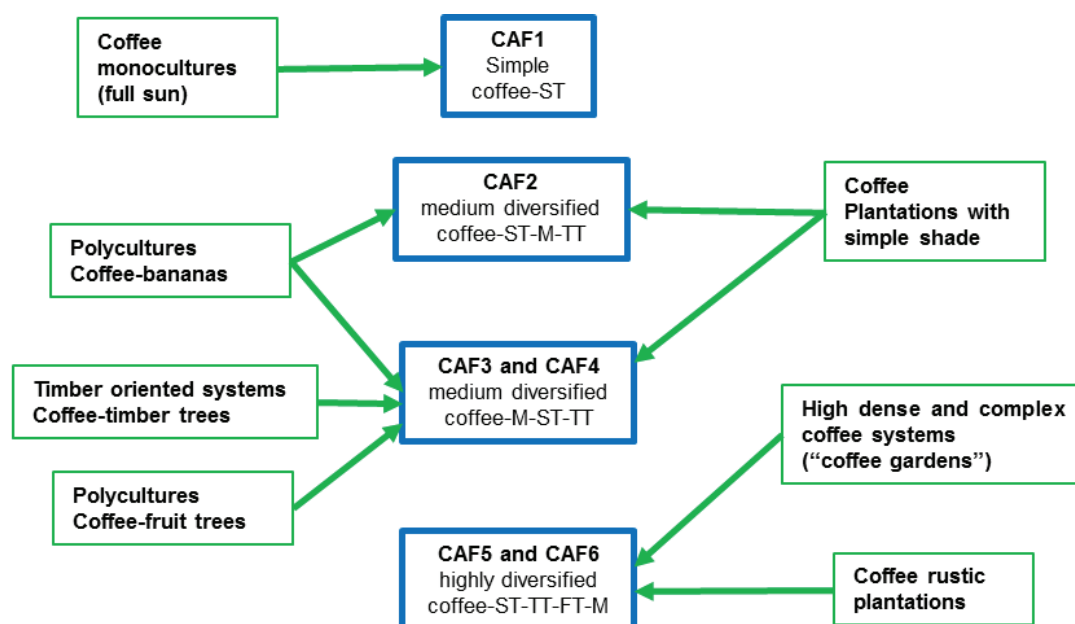 Coffee
monocultures
(full sun)
CAF1
Simple
coffee-ST
CAF2
medium diversified
coffee-ST-M-TT
Coffee
Plantations with
simple shade
Polycultures
Coffee-bananas
CAF3 and CAF4
medium diversified
coffee-M-ST-TT
Timber oriented systems
Coffee-timber trees
High dense and complex
coffee systems
(“coffee gardens”)
Polycultures
Coffee-fruit trees
CAF5 and CAF6
highly diversified
coffee-ST-TT-FT-M
Coffee rustic
plantations